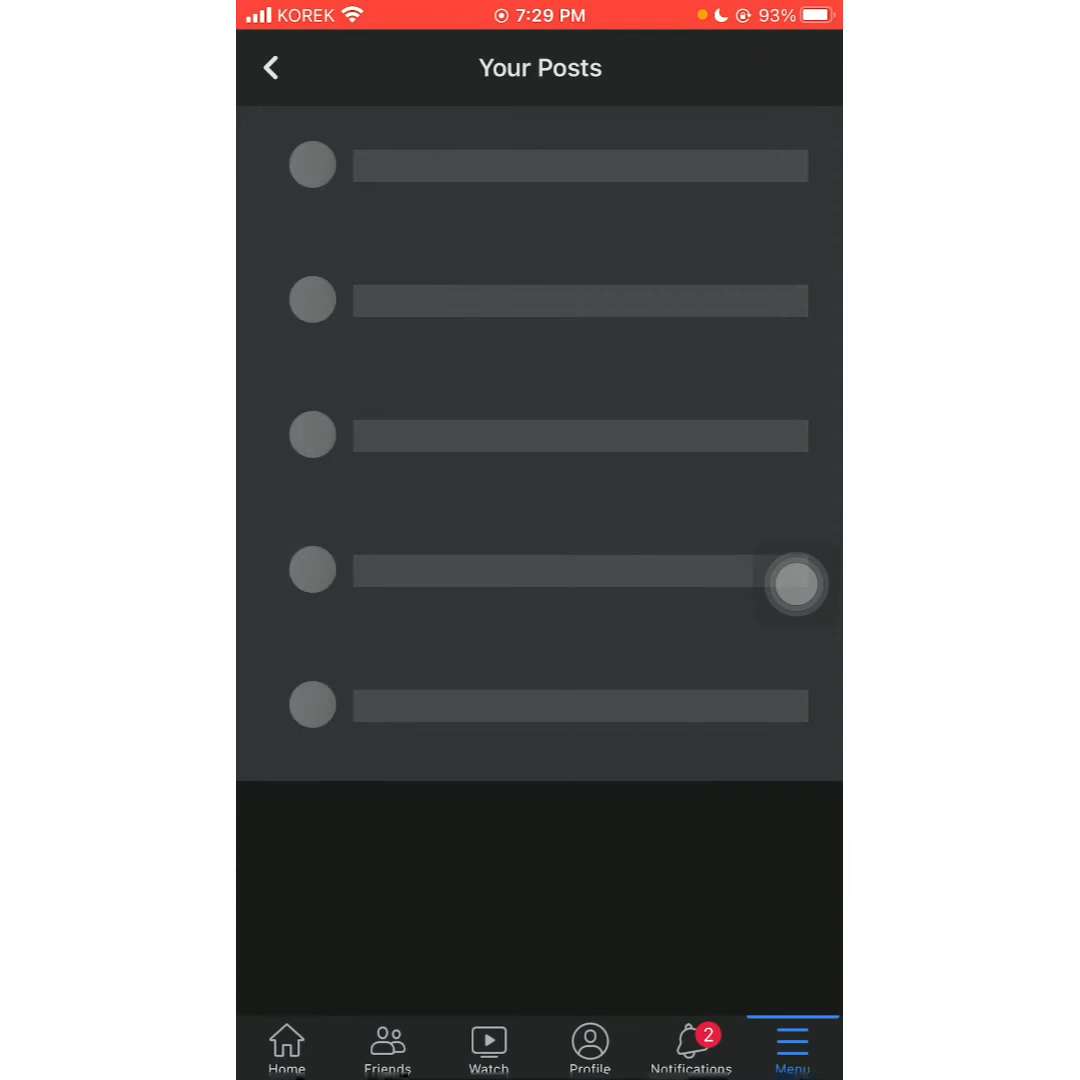 KOREK 7:29 PM 93%
Your Posts
2
Home Friends Watch Profile Notifications Menu